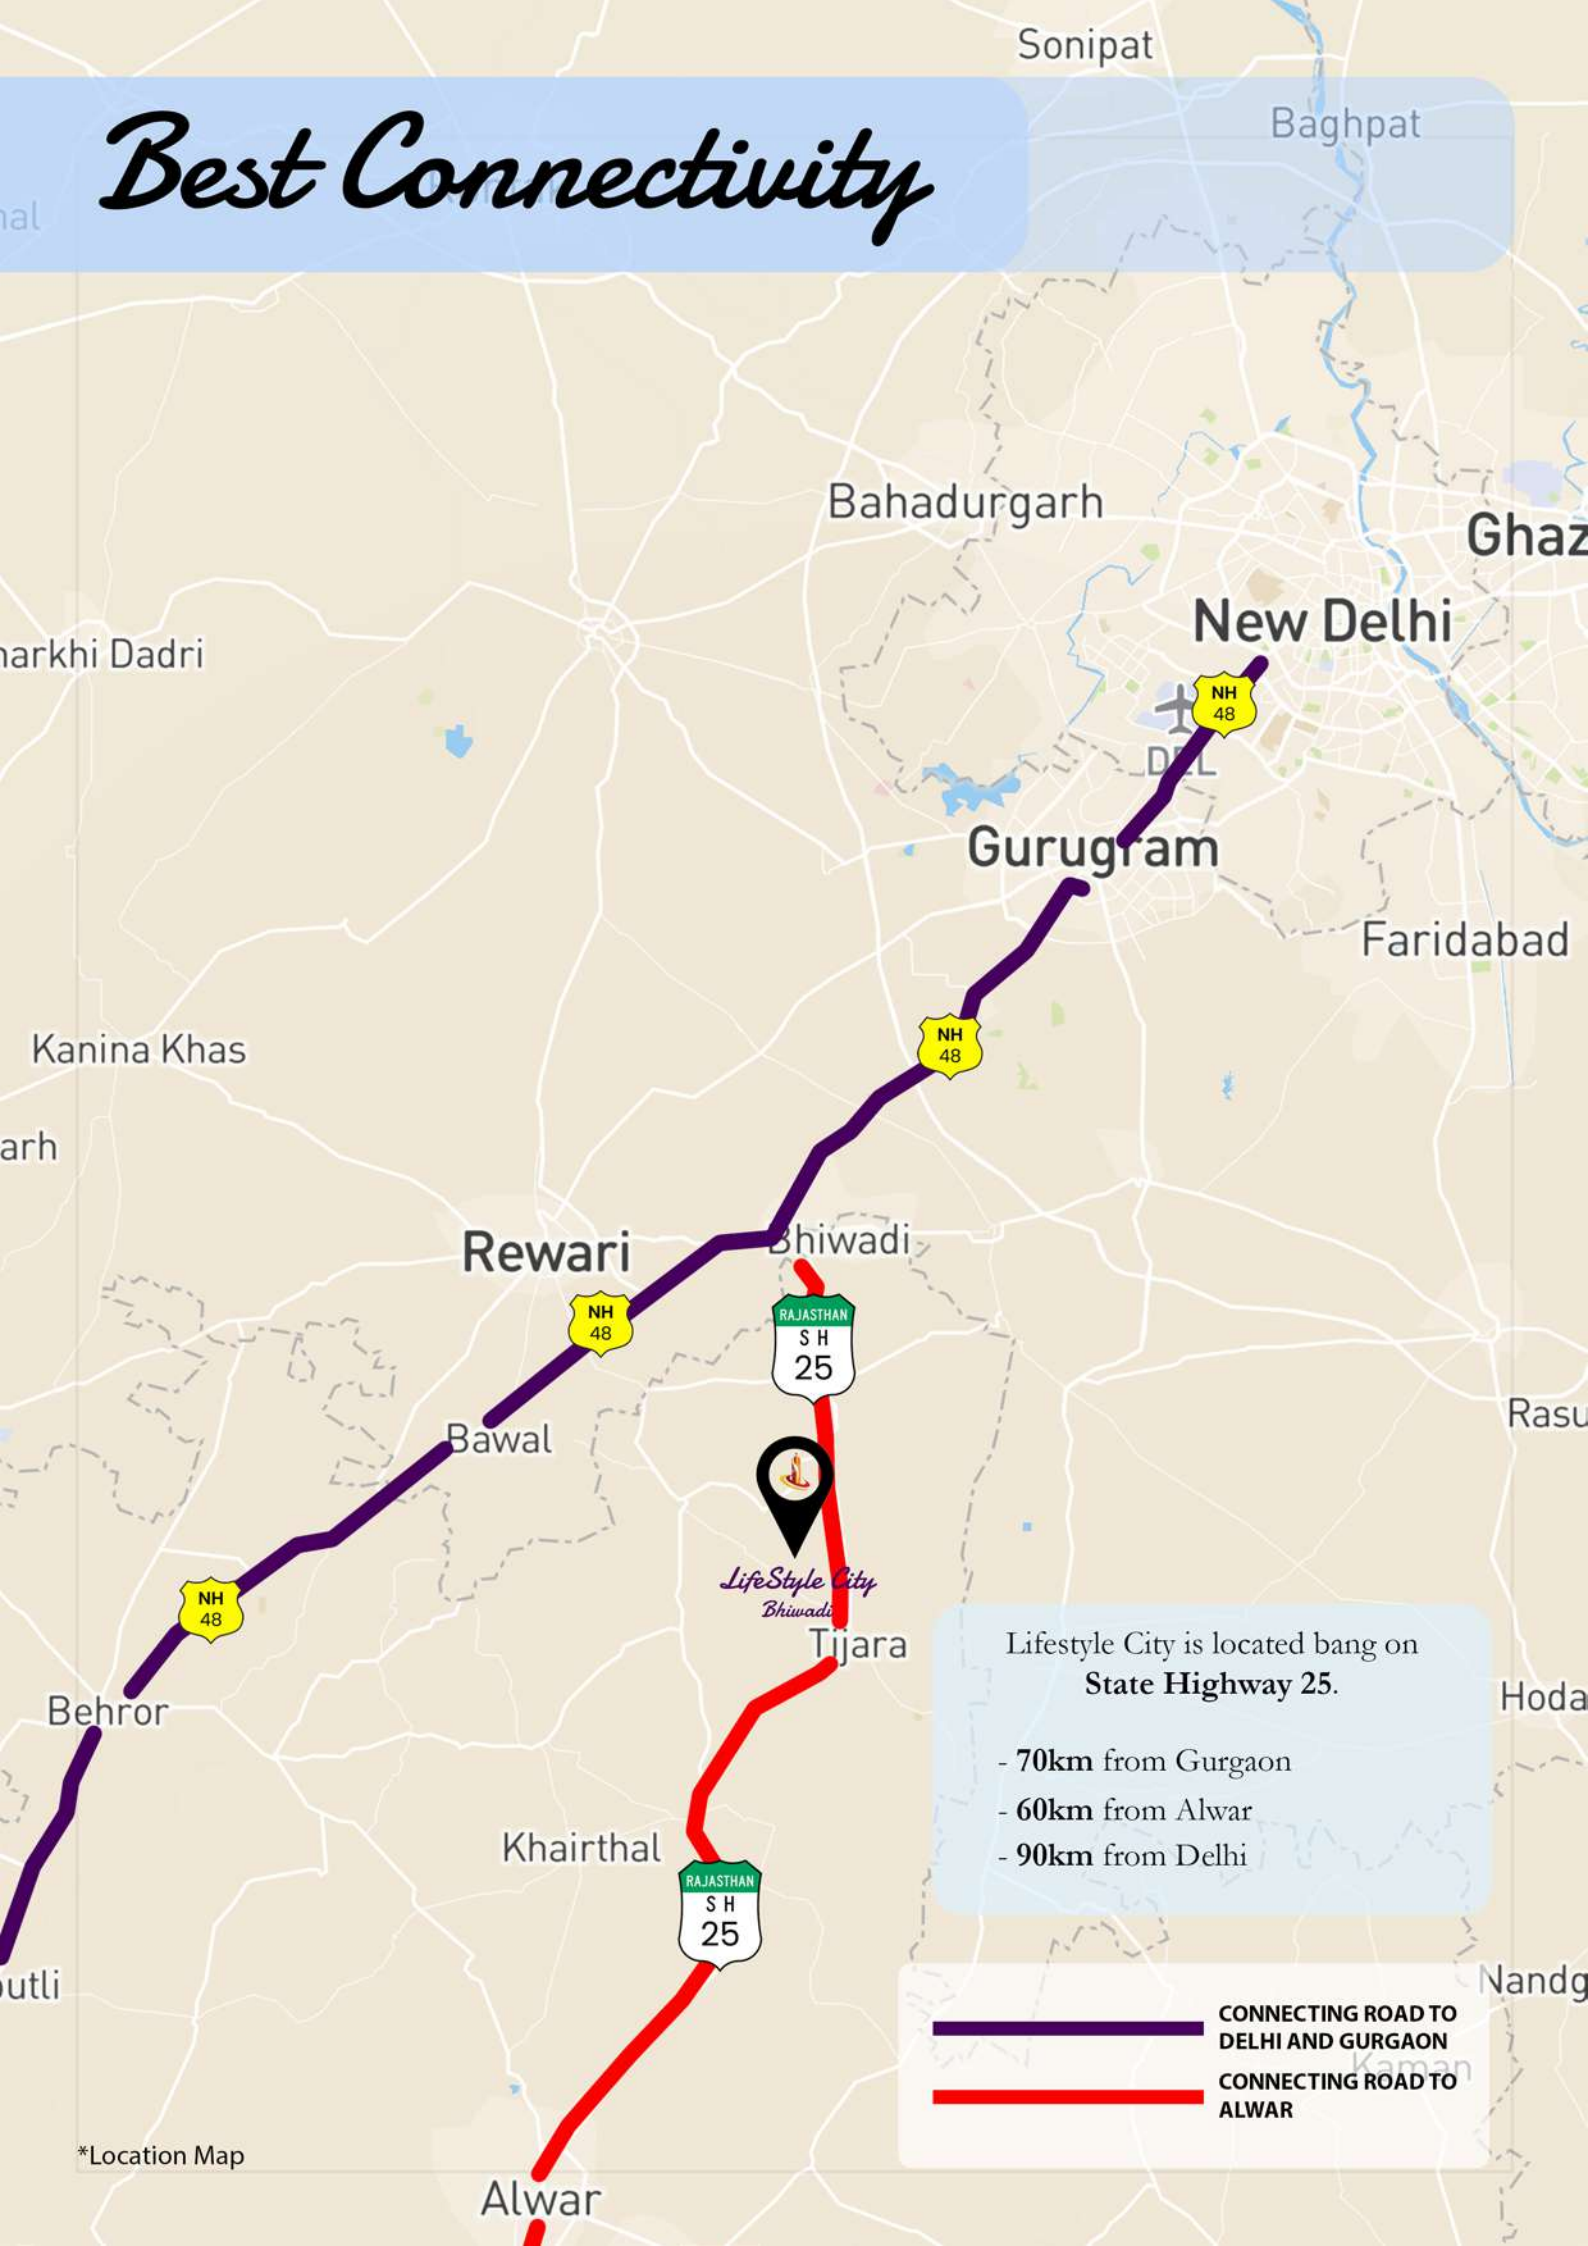 Sonipat
Baghpat
Best Connectivity
Bahadurgarh
Ghaz
New Delhi
arkhi Dadri
NH
48
DEL
Gurugram
Faridabad
Kanina Khas
NH
48
arh
Bhiwadi
Rewari
NH
48
RAJASTHAN
SH
25
Rasu
Bawal
LifeStyle City
Bhiwadi
NH
48
Tijara
Lifestyle City is located bang on
State Highway 25.
Behror
Hoda
- 70km from Gurgaon
- 60km from Alwar
- 90km from Delhi
Khairthal
RAJASTHAN
SH
25
utli
Nandg
CONNECTING ROAD TO
DELHI AND GURGAON
Kaman
CONNECTING ROAD TO
ALWAR
*Location Map
Alwar